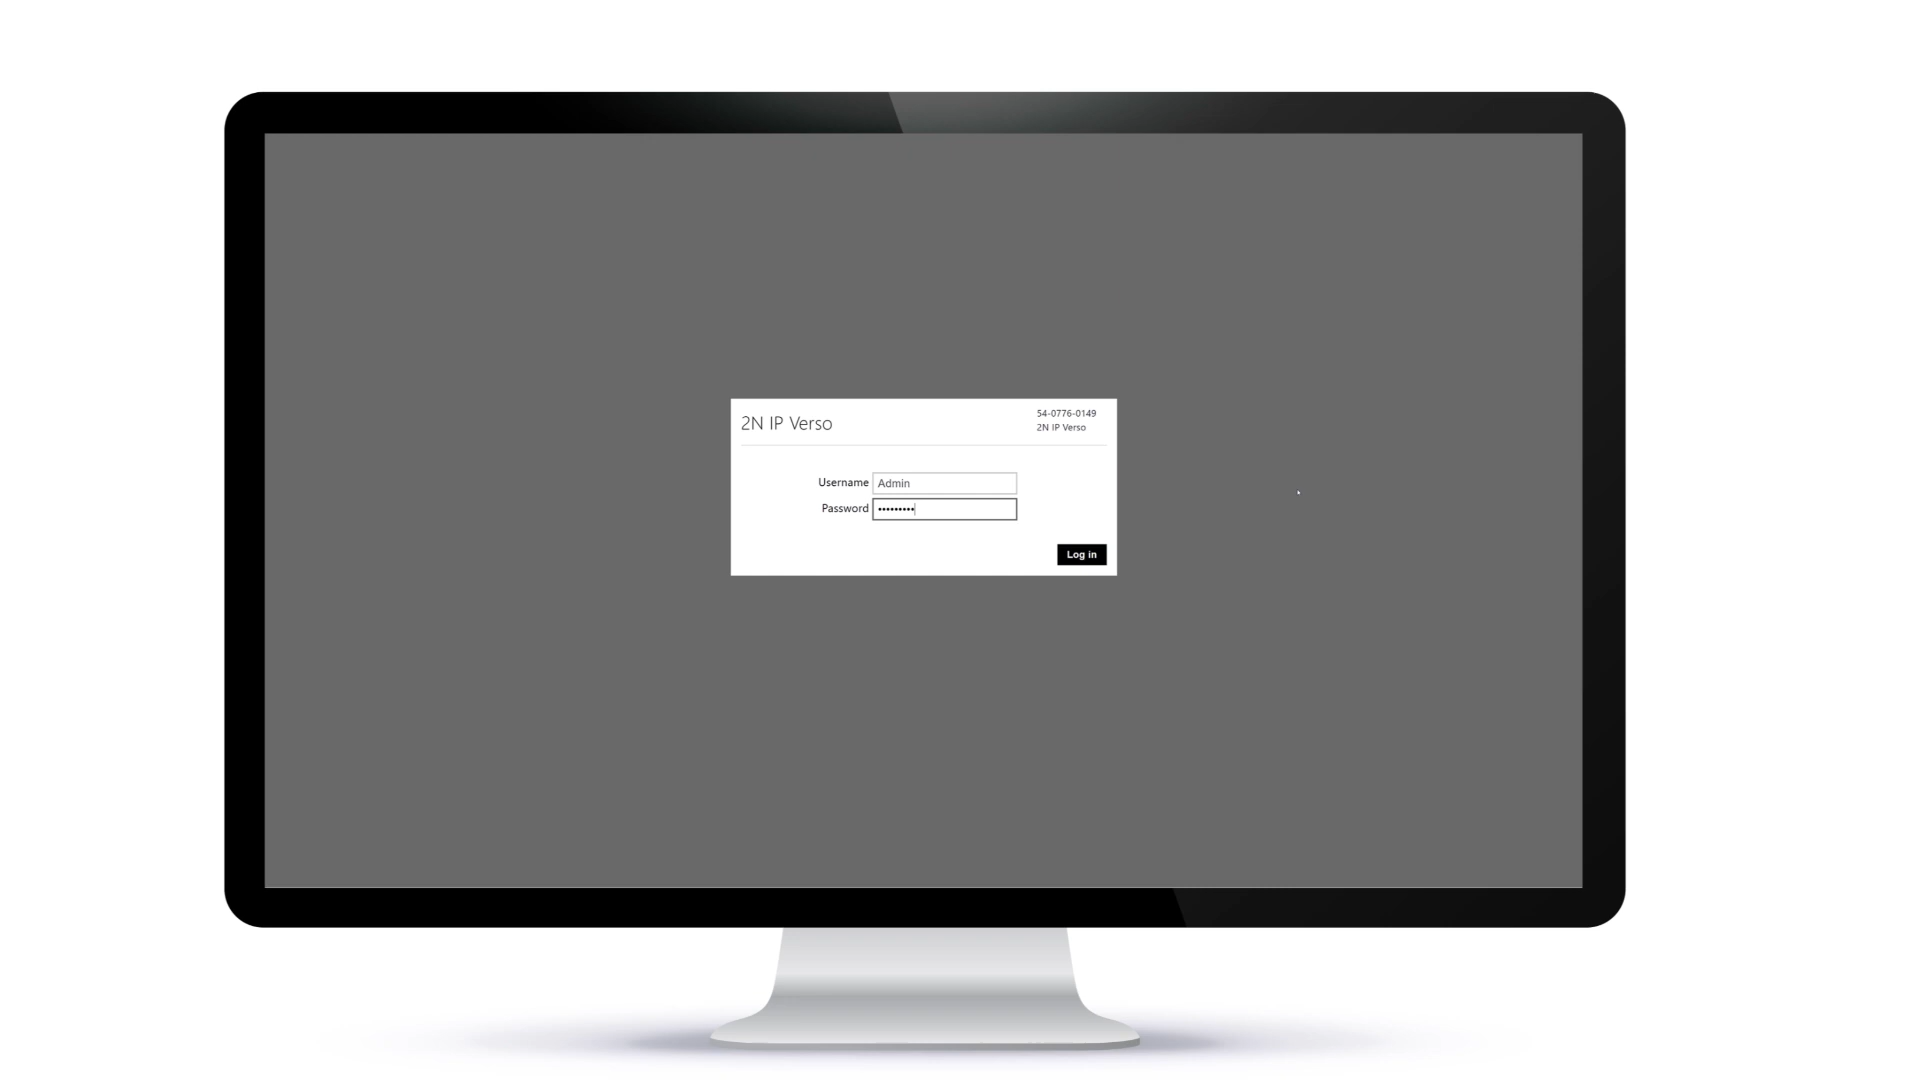 2N IP Verso
54-0776-0149
2N IP Verso
Username Admin
Password •••••••••
Log in